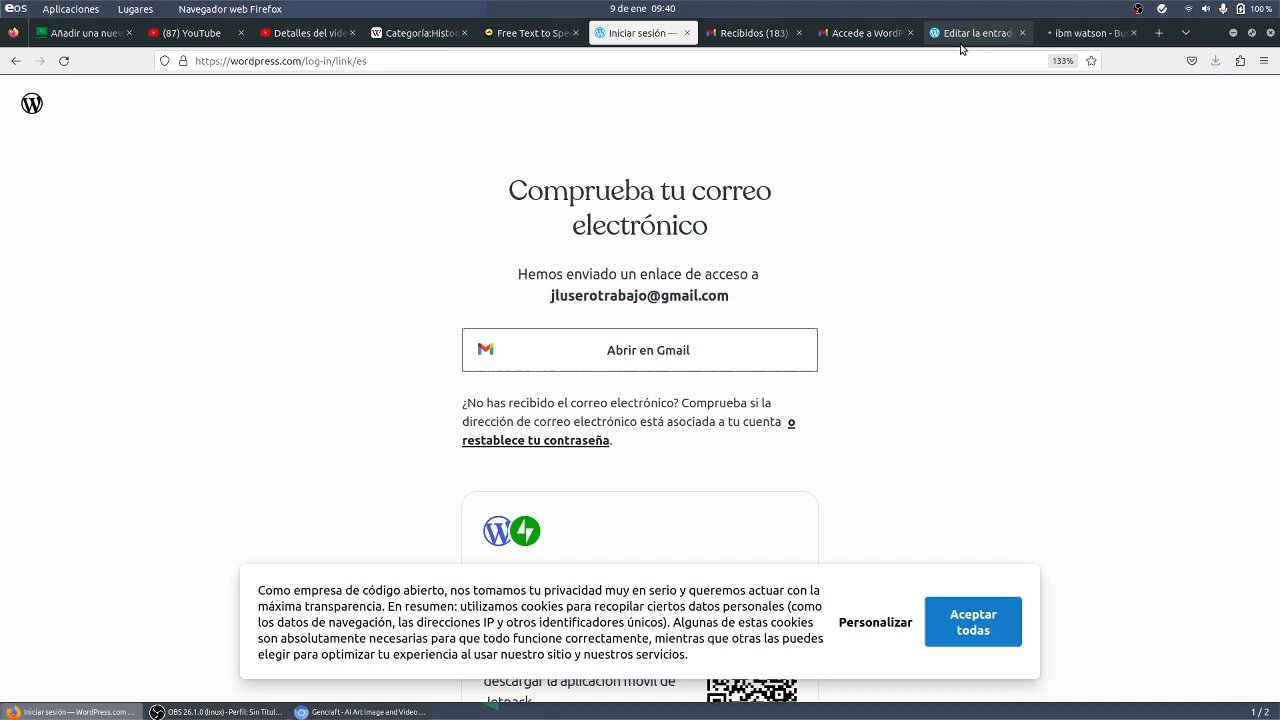 eos Aplicaciones Lugares Navegador web Firefox 9 de ene 09:40 100 %
Añadir una nuev (87) YouTube Detalles del víde Categoría:Histor Free Text to Spe Iniciar sesión — Recibidos (183) - Accede a WordP Editar la entrad ibm watson - Bus
https://wordpress.com/log-in/link/es 133%
Comprueba tu correo
electrónico
Hemos enviado un enlace de acceso a
jluserotrabajo@gmail.com
Abrir en Gmail
¿No has recibido el correo electrónico? Comprueba si la
dirección de correo electrónico está asociada a tu cuenta o
restablece tu contraseña.
Como empresa de código abierto, nos tomamos tu privacidad muy en serio y queremos actuar con la
máxima transparencia. En resumen: utilizamos cookies para recopilar ciertos datos personales (como
los datos de navegación, las direcciones IP y otros identificadores únicos). Algunas de estas cookies
son absolutamente necesarias para que todo funcione correctamente, mientras que otras las puedes
elegir para optimizar tu experiencia al usar nuestro sitio y nuestros servicios.
Personalizar
Aceptar
todas
descargar la aplicación móvil de
Jetpack
Iniciar sesión — WordPress.com ... OBS 26.1.0 (linux) - Perfil: Sin Titul... Gencraft - AI Art Image and Video ... 1 / 2